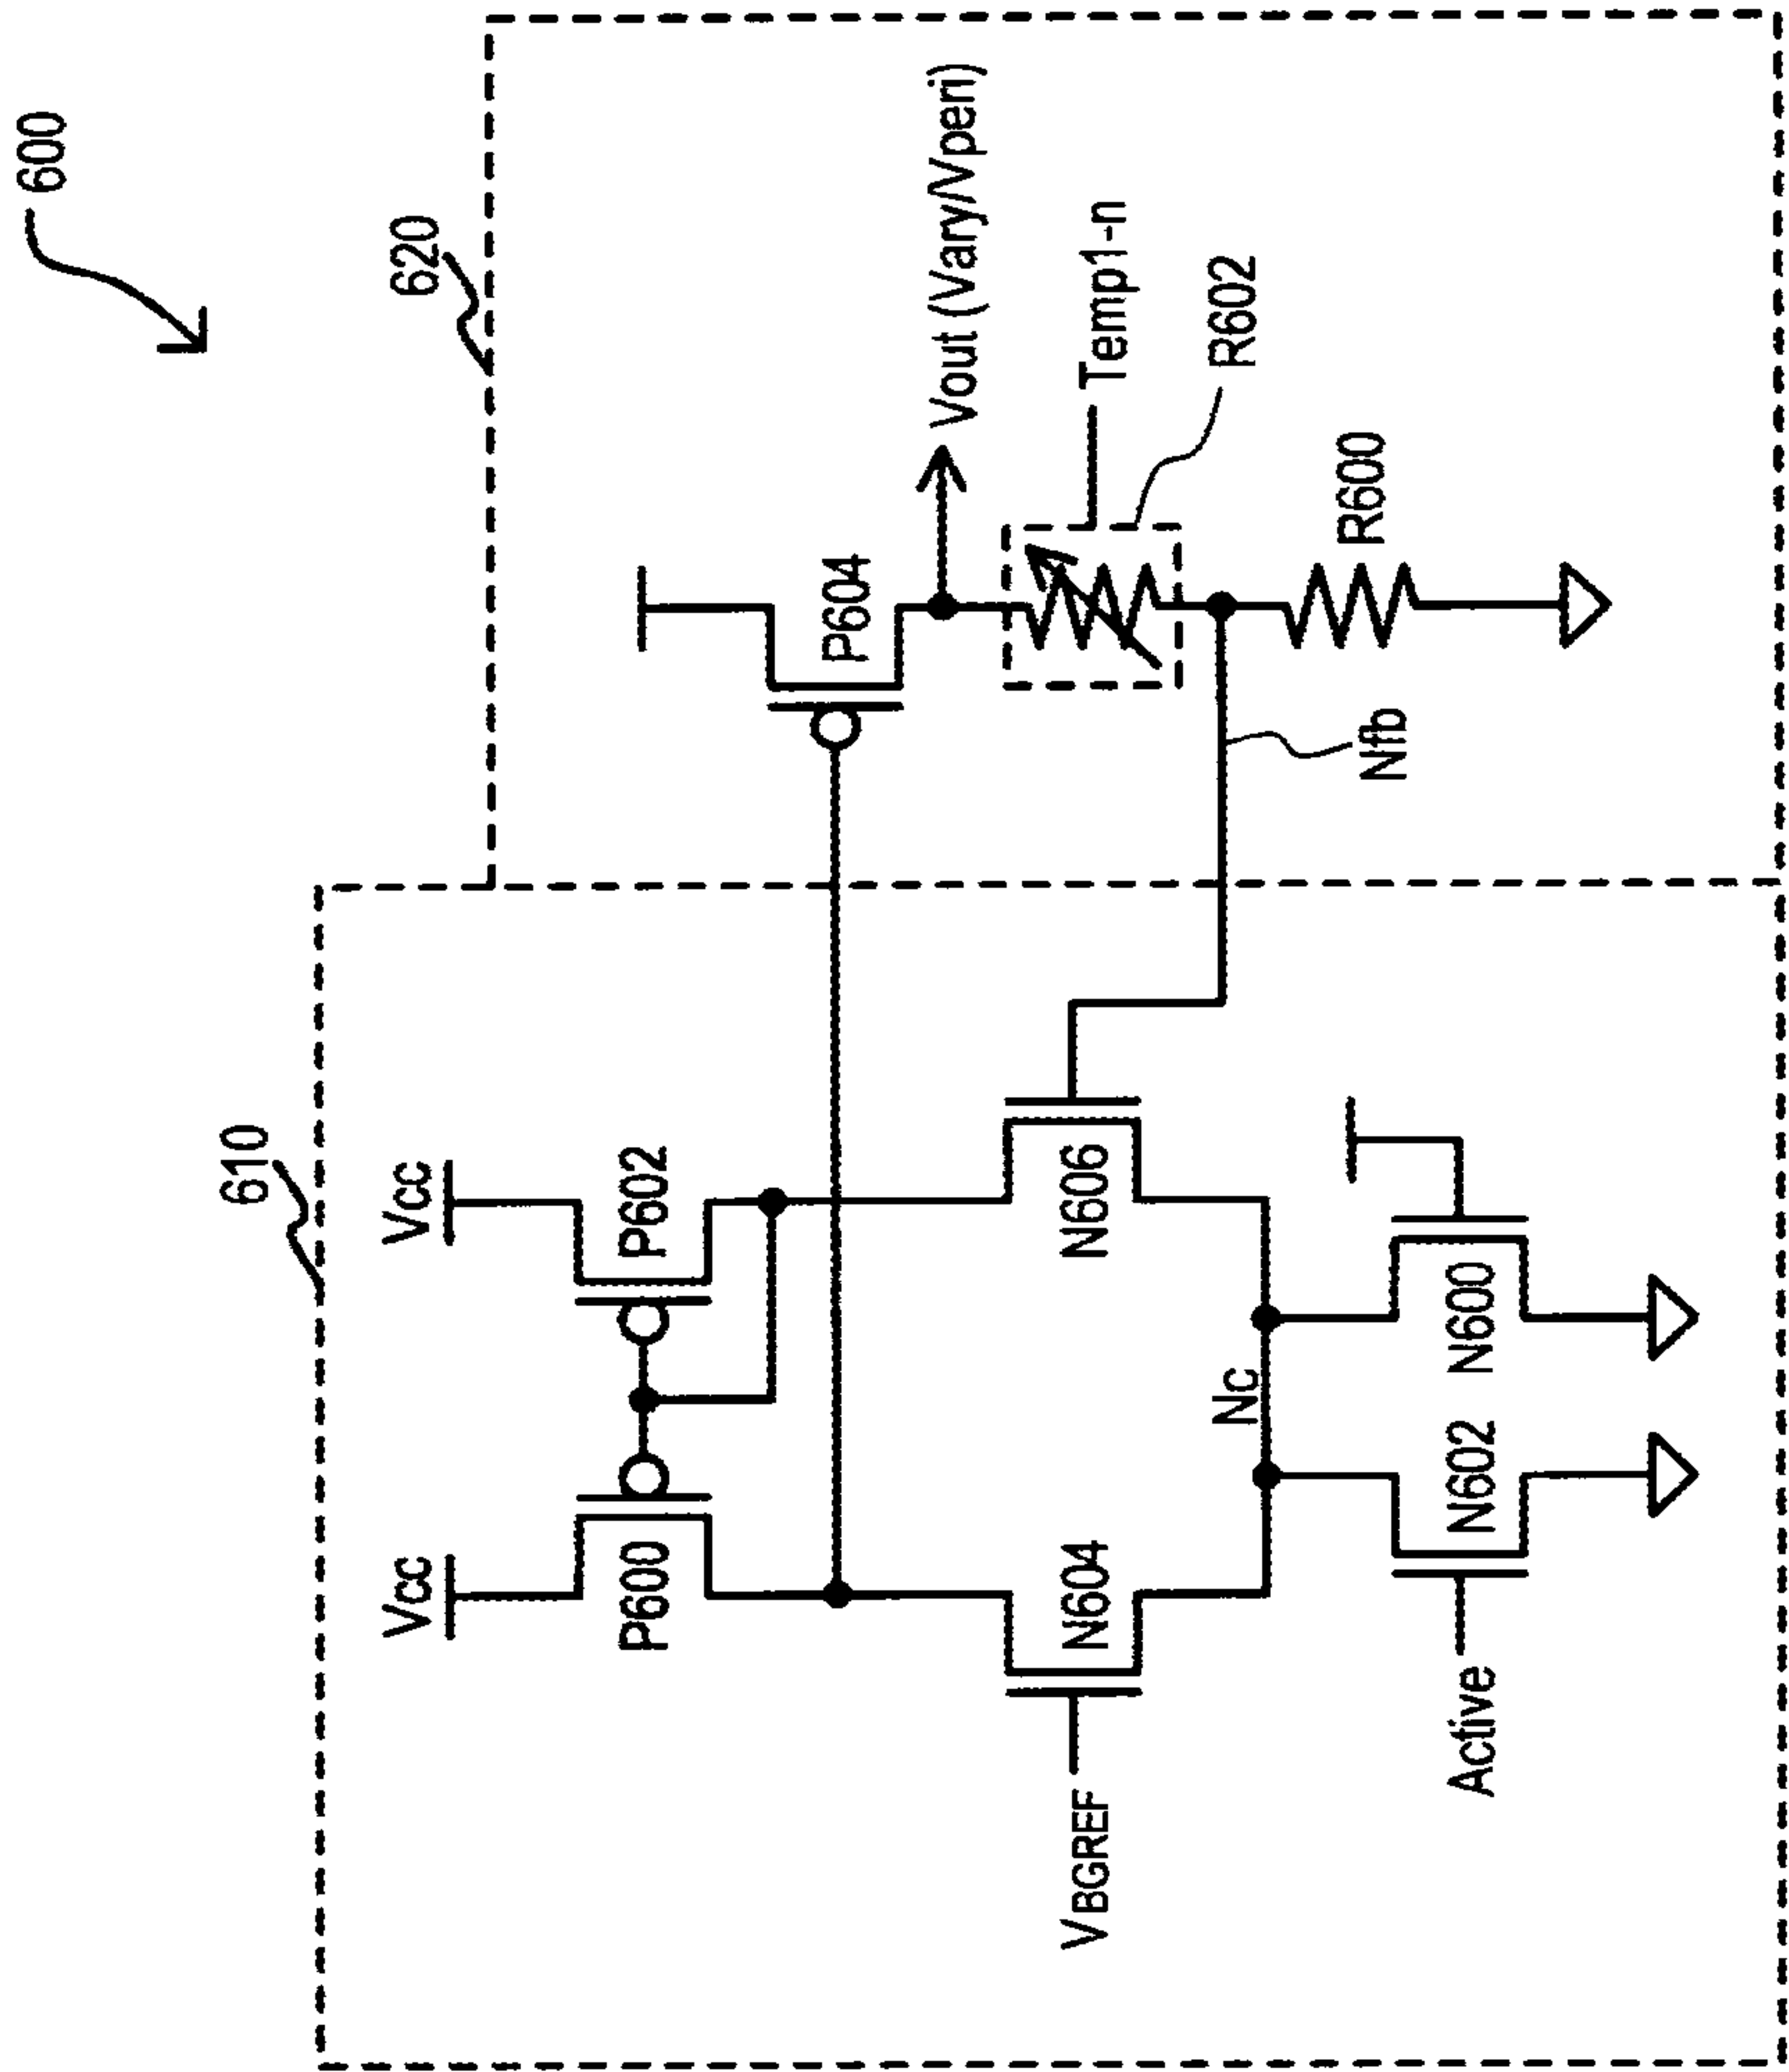 600
620
610
Vcc
Vcc
P600
P602
P604
Vout (Vary/Vperi)
Temp1-n
R602
R600
Nfb
N604
N606
VBGREF
Nc
N602
N600
Active